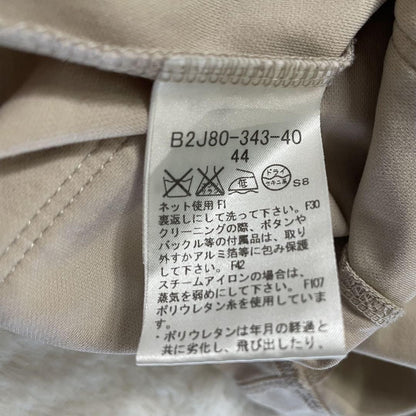 B2J80-343-40
44
低 ドライ セキユ系 S8
ネット使用 F1
裏返しにして洗って下さい。F30
クリーニングの際、ボタンや
バックル等の付属品は、取り
外すかアルミ箔等に包み保護
して下さい。F42
スチームアイロンの場合は、
蒸気を弱めにして下さい。F107
ポリウレタン糸を使用していま
す。
・ポリウレタンは年月の経過と
共に劣化し、飛び出したり、